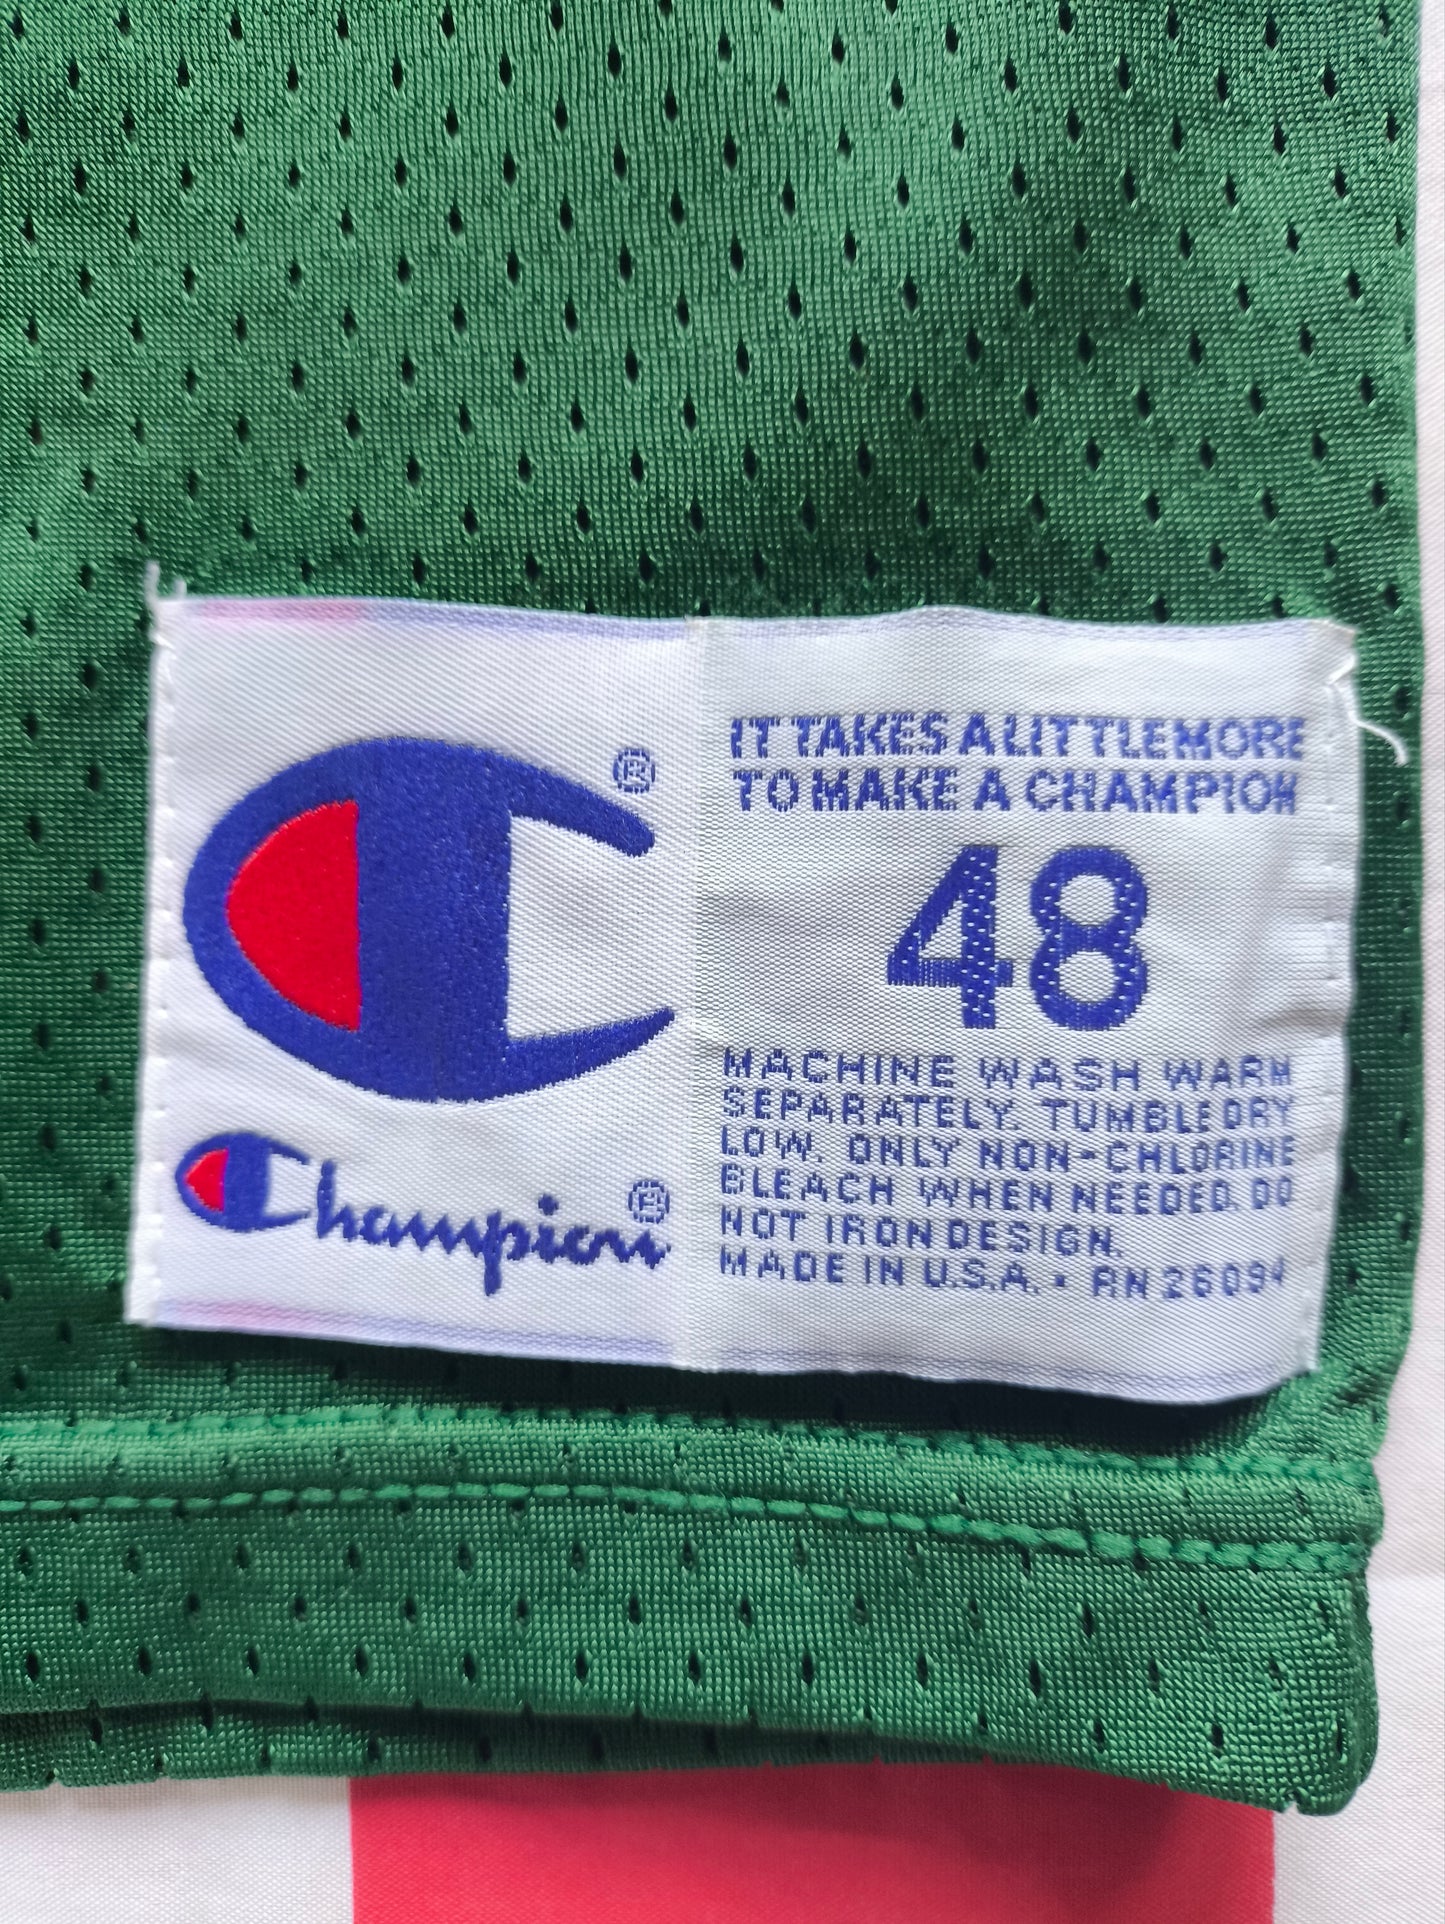 ®
IT TAKES A LITTLE MORE
TO MAKE A CHAMPION
48
MACHINE WASH WARM
SEPARATELY. TUMBLE DRY
LOW. ONLY NON-CHLORINE
BLEACH WHEN NEEDED. DO
NOT IRON DESIGN.
MADE IN U.S.A. • RN 26094
Champion®